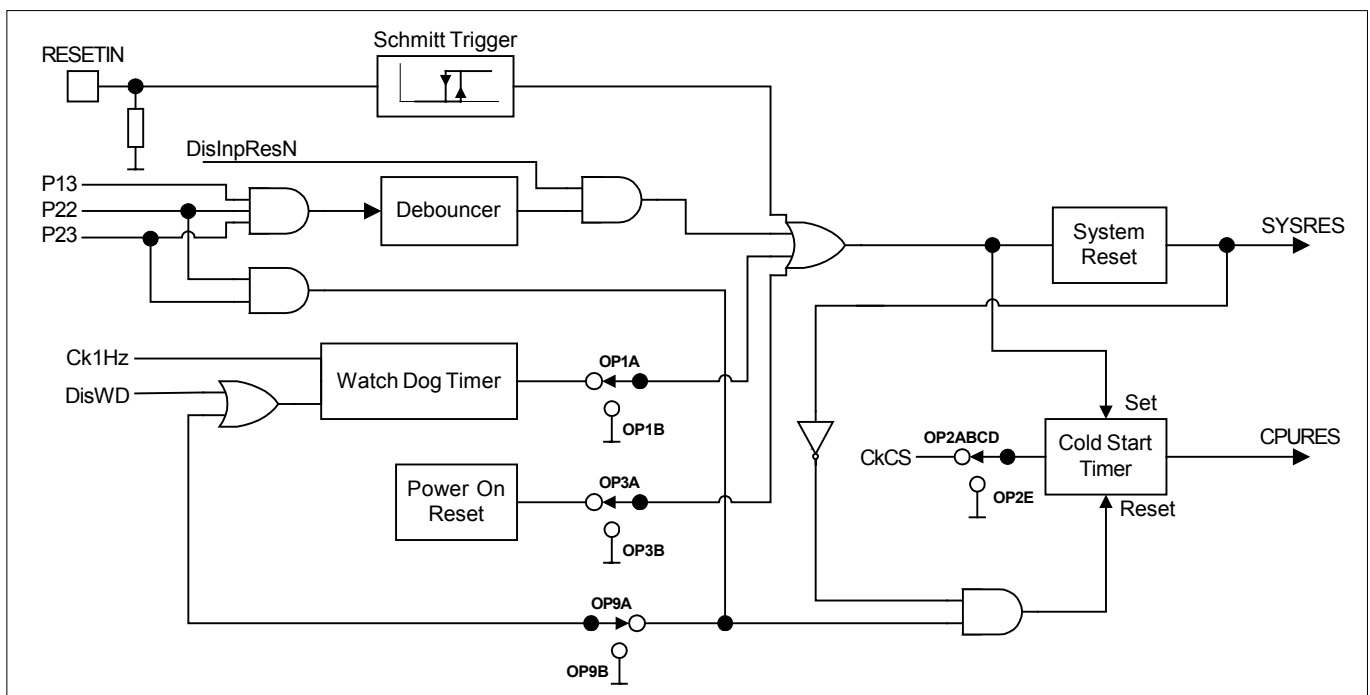 Schmitt Trigger
RESETIN
DisInpResN
P13
P22
P23
Debouncer
System
Reset
SYSRES
Ck1Hz
DisWD
Watch Dog Timer
OP1A
OP1B
Set
Power On
Reset
OP3A
OP3B
CkCS
OP2ABCD
OP2E
Cold Start
Timer
CPURES
Reset
OP9A
OP9B